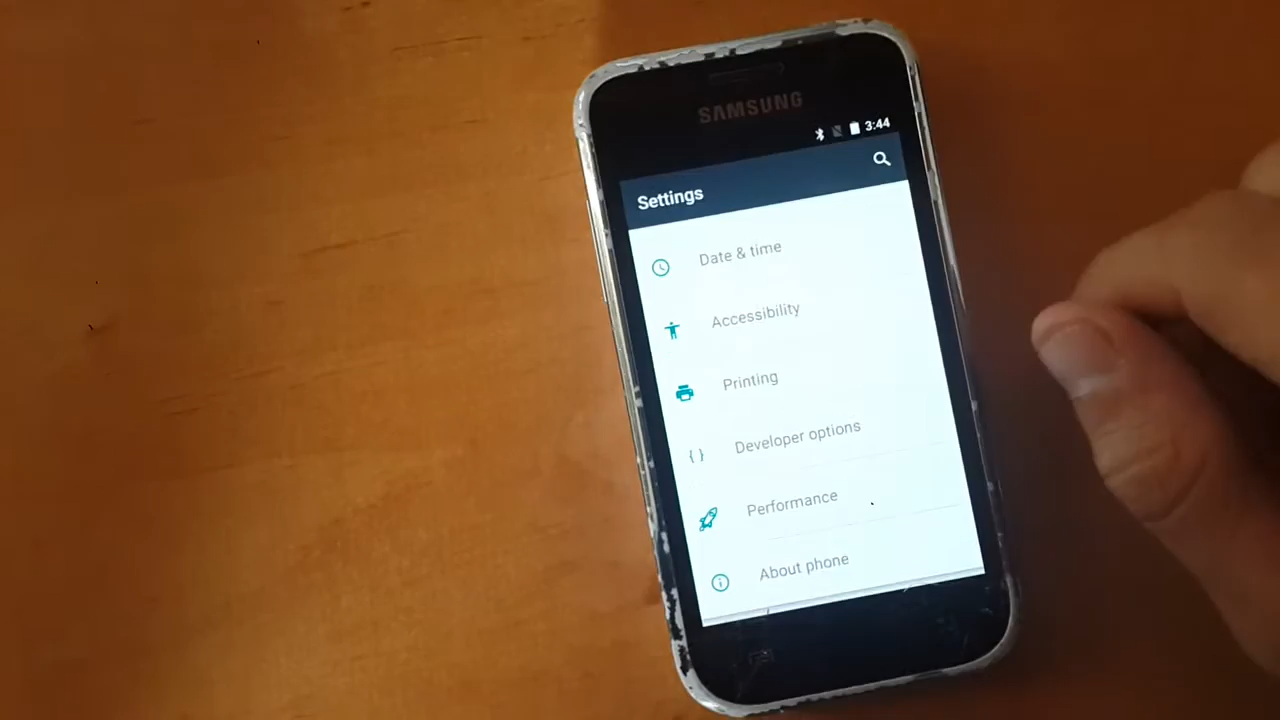 SAMSUNG
3:44
Settings
Date & time
Accessibility
Printing
Developer options
Performance
About phone